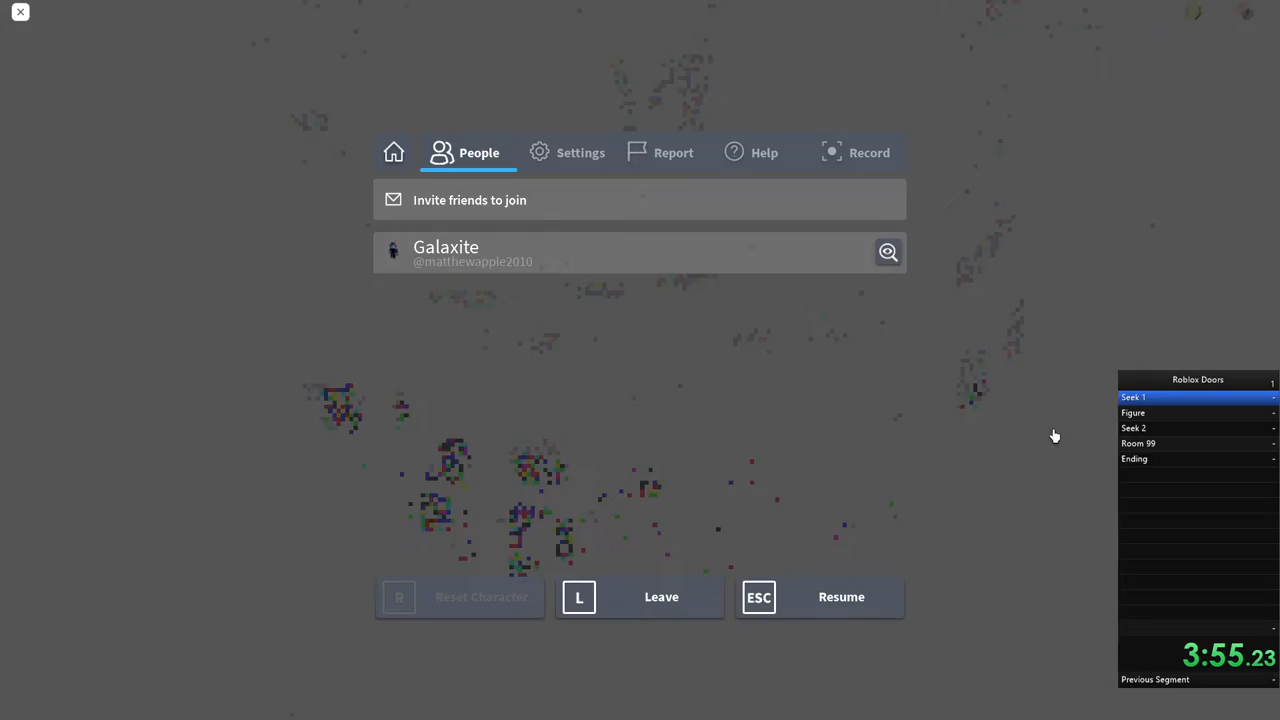 People
Settings
Report
Help
Record
Invite friends to join
Galaxite
@matthewapple2010
R
Reset Character
L
Leave
ESC
Resume
Roblox Doors
1
Seek 1 -
Figure -
Seek 2 -
Room 99 -
Ending -
-
3:55.23
Previous Segment -